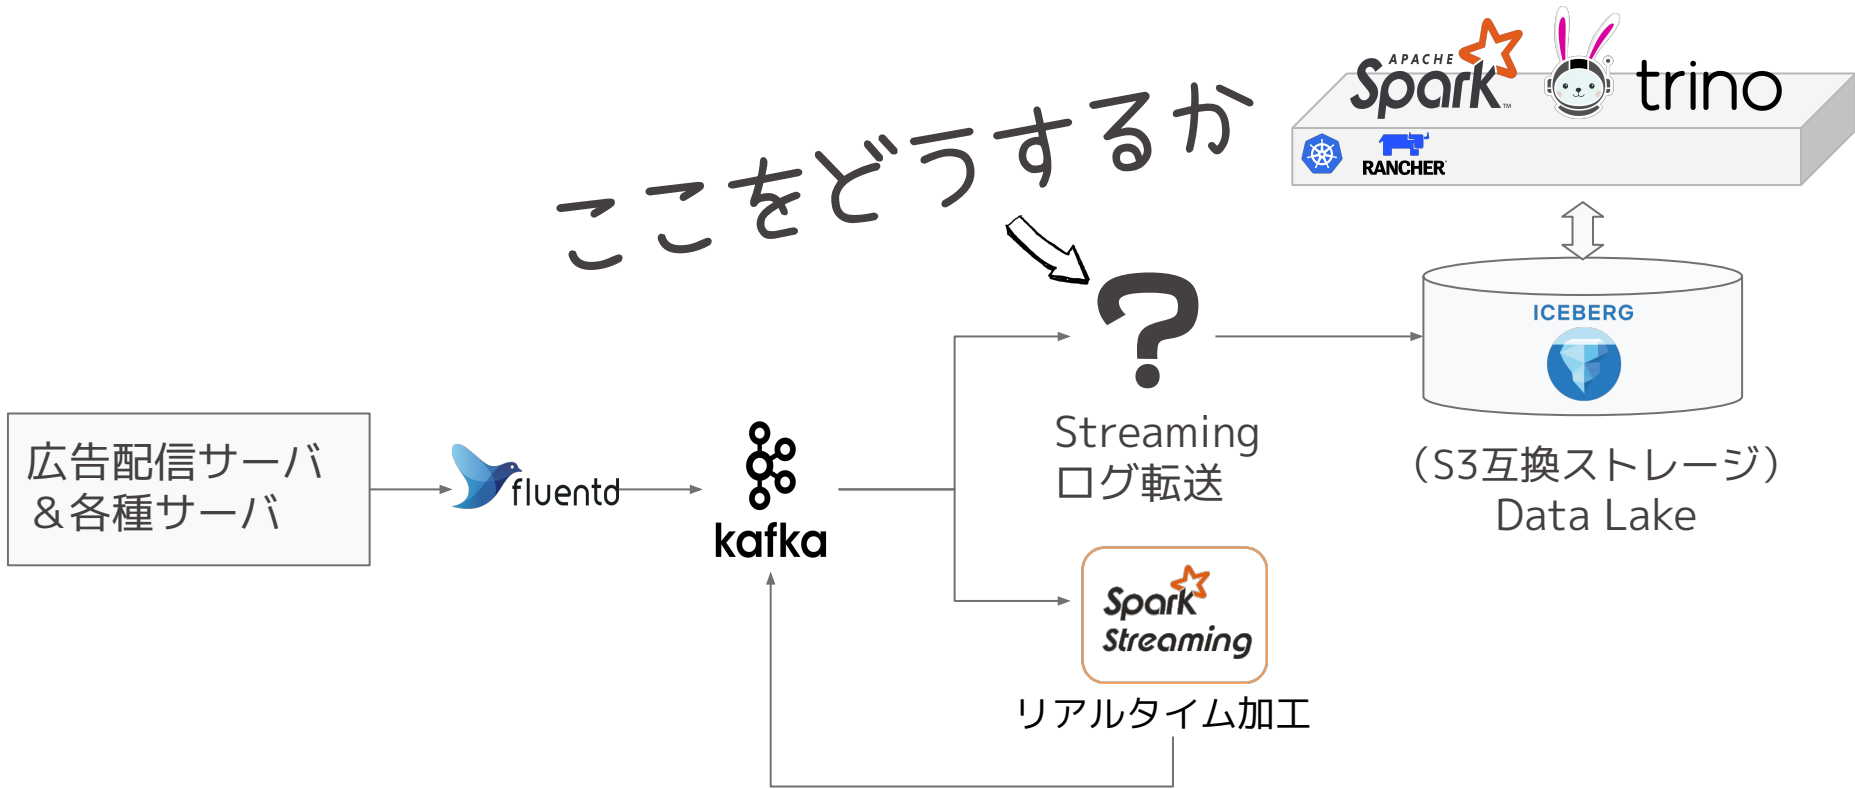 APACHE
Spark™
trino
RANCHER
ここをどうするか
?
ICEBERG
広告配信サーバ
＆各種サーバ
fluentd
kafka
Streaming
ログ転送
（S3互換ストレージ）
Data Lake
Spark
Streaming
リアルタイム加工